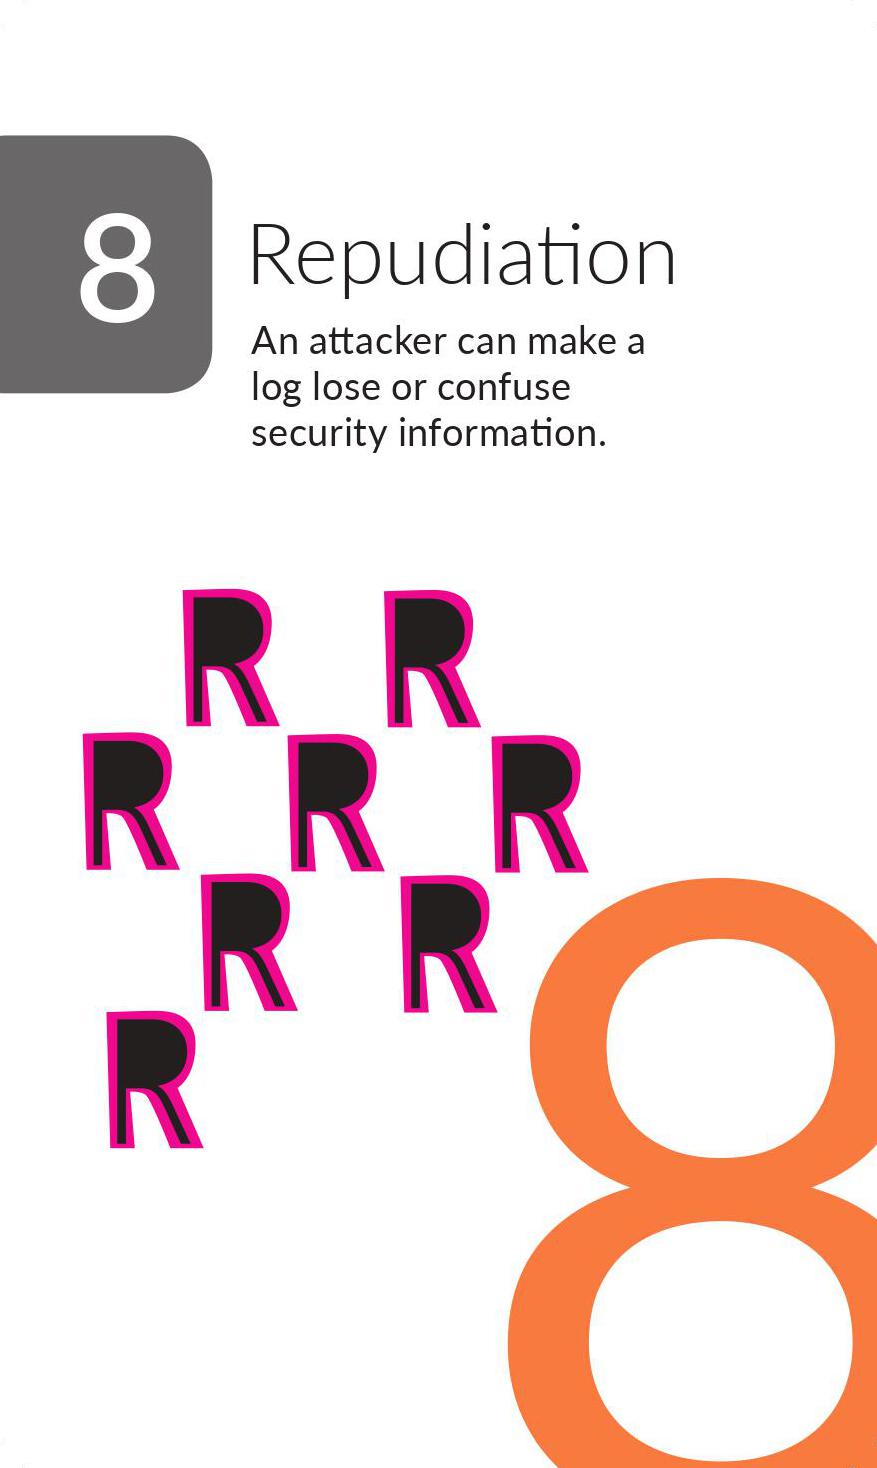 8
Repudiation
An attacker can make a
log lose or confuse
security information.
R R
R R R
R R
R
8